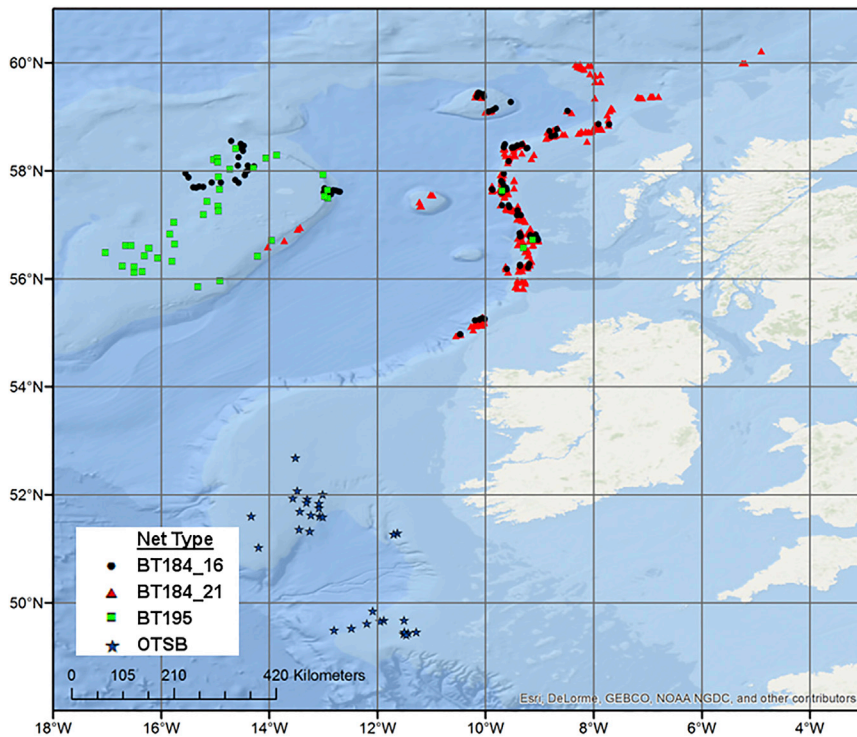 60°N
58°N
56°N
54°N
52°N
50°N
Net Type
BT184_16
BT184_21
BT195
OTSB
0 105 210 420 Kilometers
Esri, DeLorme, GEBCO, NOAA NGDC, and other contributors
18°W 16°W 14°W 12°W 10°W 8°W 6°W 4°W